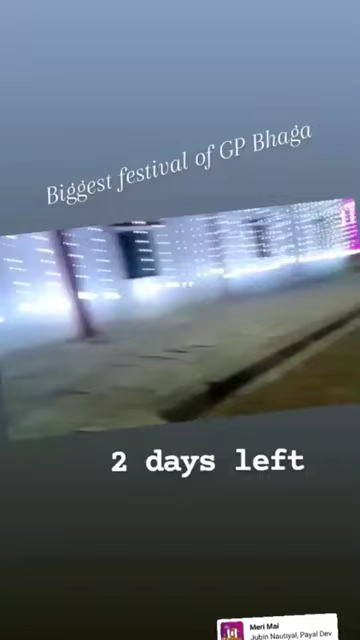 Biggest festival of GP Bhaga
2 days left
Meri Mai
Jubin Nautiyal, Payal Dev